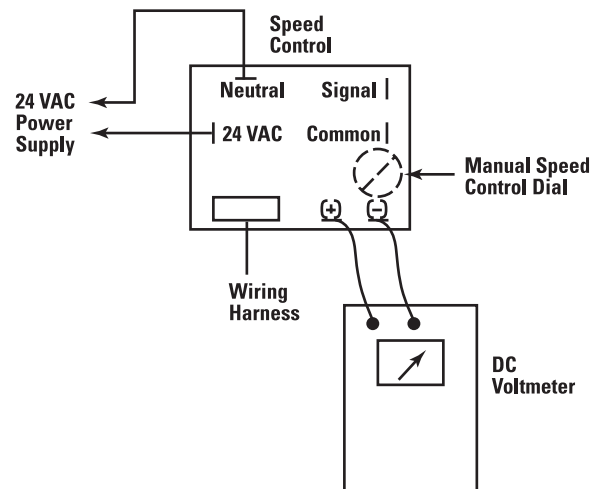 Speed
Control
24 VAC
Power
Supply
Neutral
Signal
24 VAC
Common
Manual Speed
Control Dial
(+)
(-)
Wiring
Harness
DC
Voltmeter